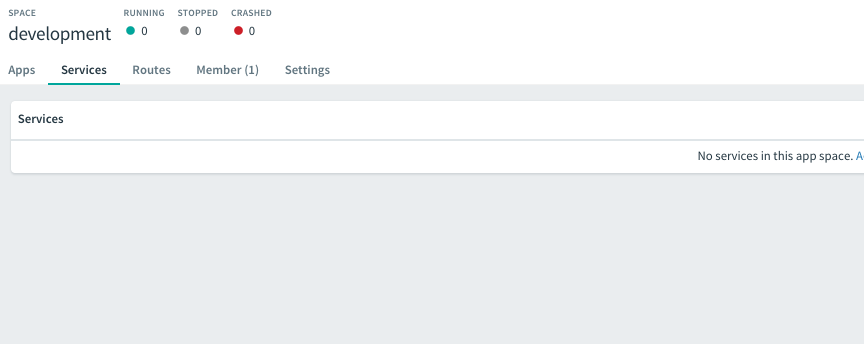 SPACE RUNNING STOPPED CRASHED
development 0 0 0
Apps Services Routes Member (1) Settings
Services
No services in this app space.